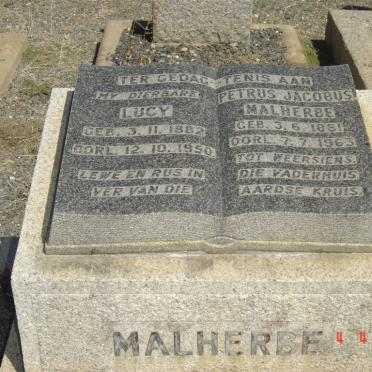 TER GEDAGTENIS AAN
MY DIERBARE
LUCY
GEB. 3.11.1882
OORL. 12.10.1950
LEWE EN RUS IN
VER VAN DIE
PETRUS JACOBUS
MALHERBE
GEB. 3.6.1881
OORL. 7.7.1963
TOT WEERSIENS.
DIE VADERHUIS
AARDSE KRUIS.
MALHERBE
4 4